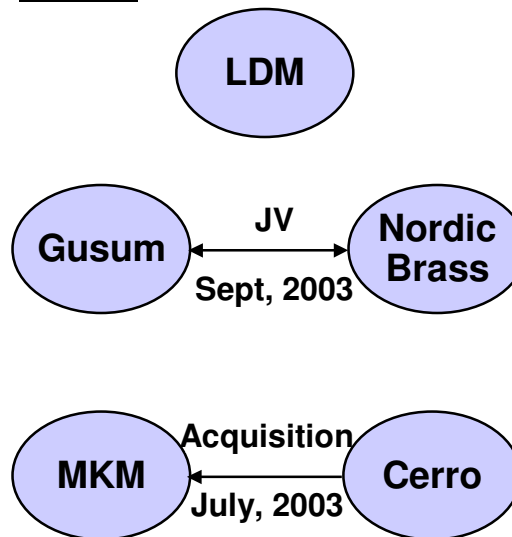 LDM
JV
Gusum
Nordic
Brass
Sept, 2003
Acquisition
MKM
Cerro
July, 2003